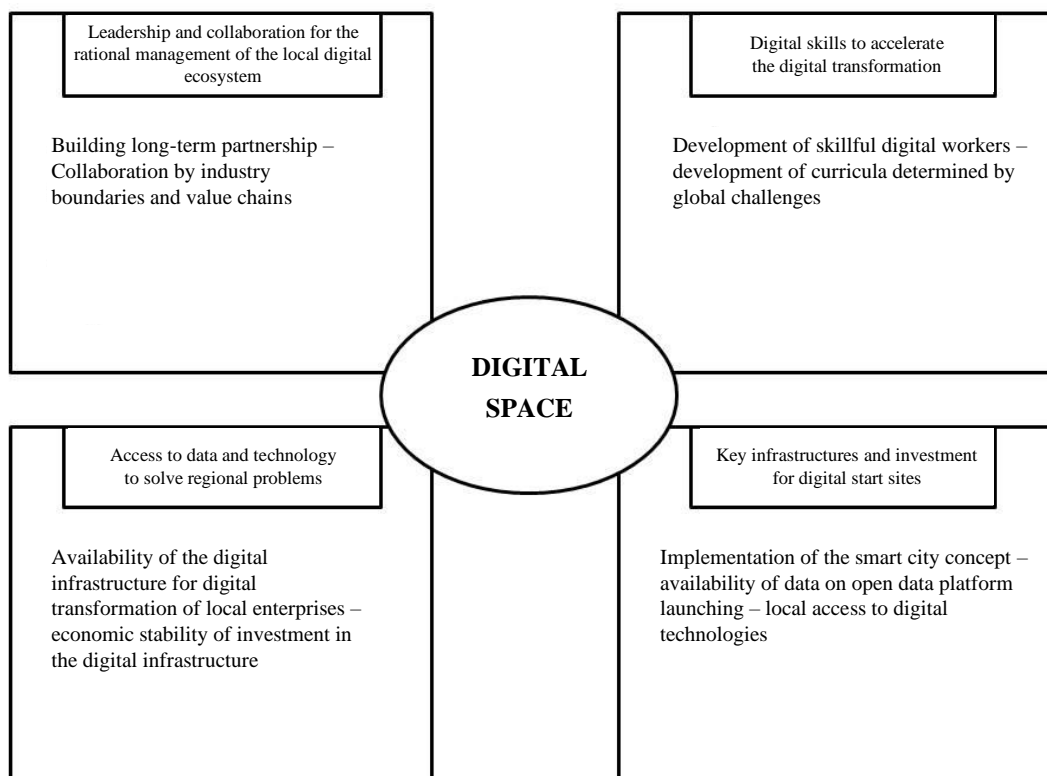 Leadership and collaboration for the
rational management of the local digital
ecosystem
Building long-term partnership –
Collaboration by industry
boundaries and value chains
Digital skills to accelerate
the digital transformation
Development of skillful digital workers –
development of curricula determined by
global challenges
DIGITAL
SPACE
Access to data and technology
to solve regional problems
Availability of the digital
infrastructure for digital
transformation of local enterprises –
economic stability of investment in
the digital infrastructure
Key infrastructures and investment
for digital start sites
Implementation of the smart city concept –
availability of data on open data platform
launching – local access to digital
technologies